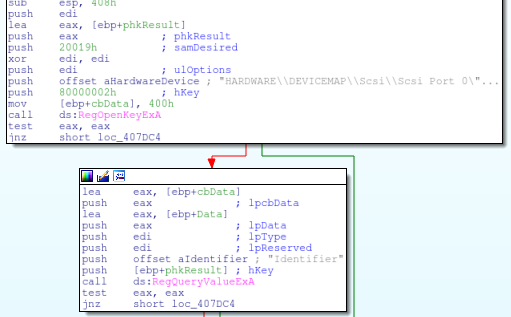 sub esp, 408h
push edi
lea eax, [ebp+phkResult]
push eax ; phkResult
push 20019h ; samDesired
xor edi, edi
push edi ; ulOptions
push offset aHardwareDevice ; "HARDWARE\\DEVICEMAP\\Scsi\\Scsi Port 0\"...
push 80000002h ; hKey
mov [ebp+cbData], 400h
call ds:RegOpenKeyExA
test eax, eax
jnz short loc_407DC4
lea eax, [ebp+cbData]
push eax ; lpcbData
lea eax, [ebp+Data]
push eax ; lpData
push edi ; lpType
push edi ; lpReserved
push offset aIdentifier ; "Identifier"
push [ebp+phkResult] ; hKey
call ds:RegQueryValueExA
test eax, eax
jnz short loc_407DC4